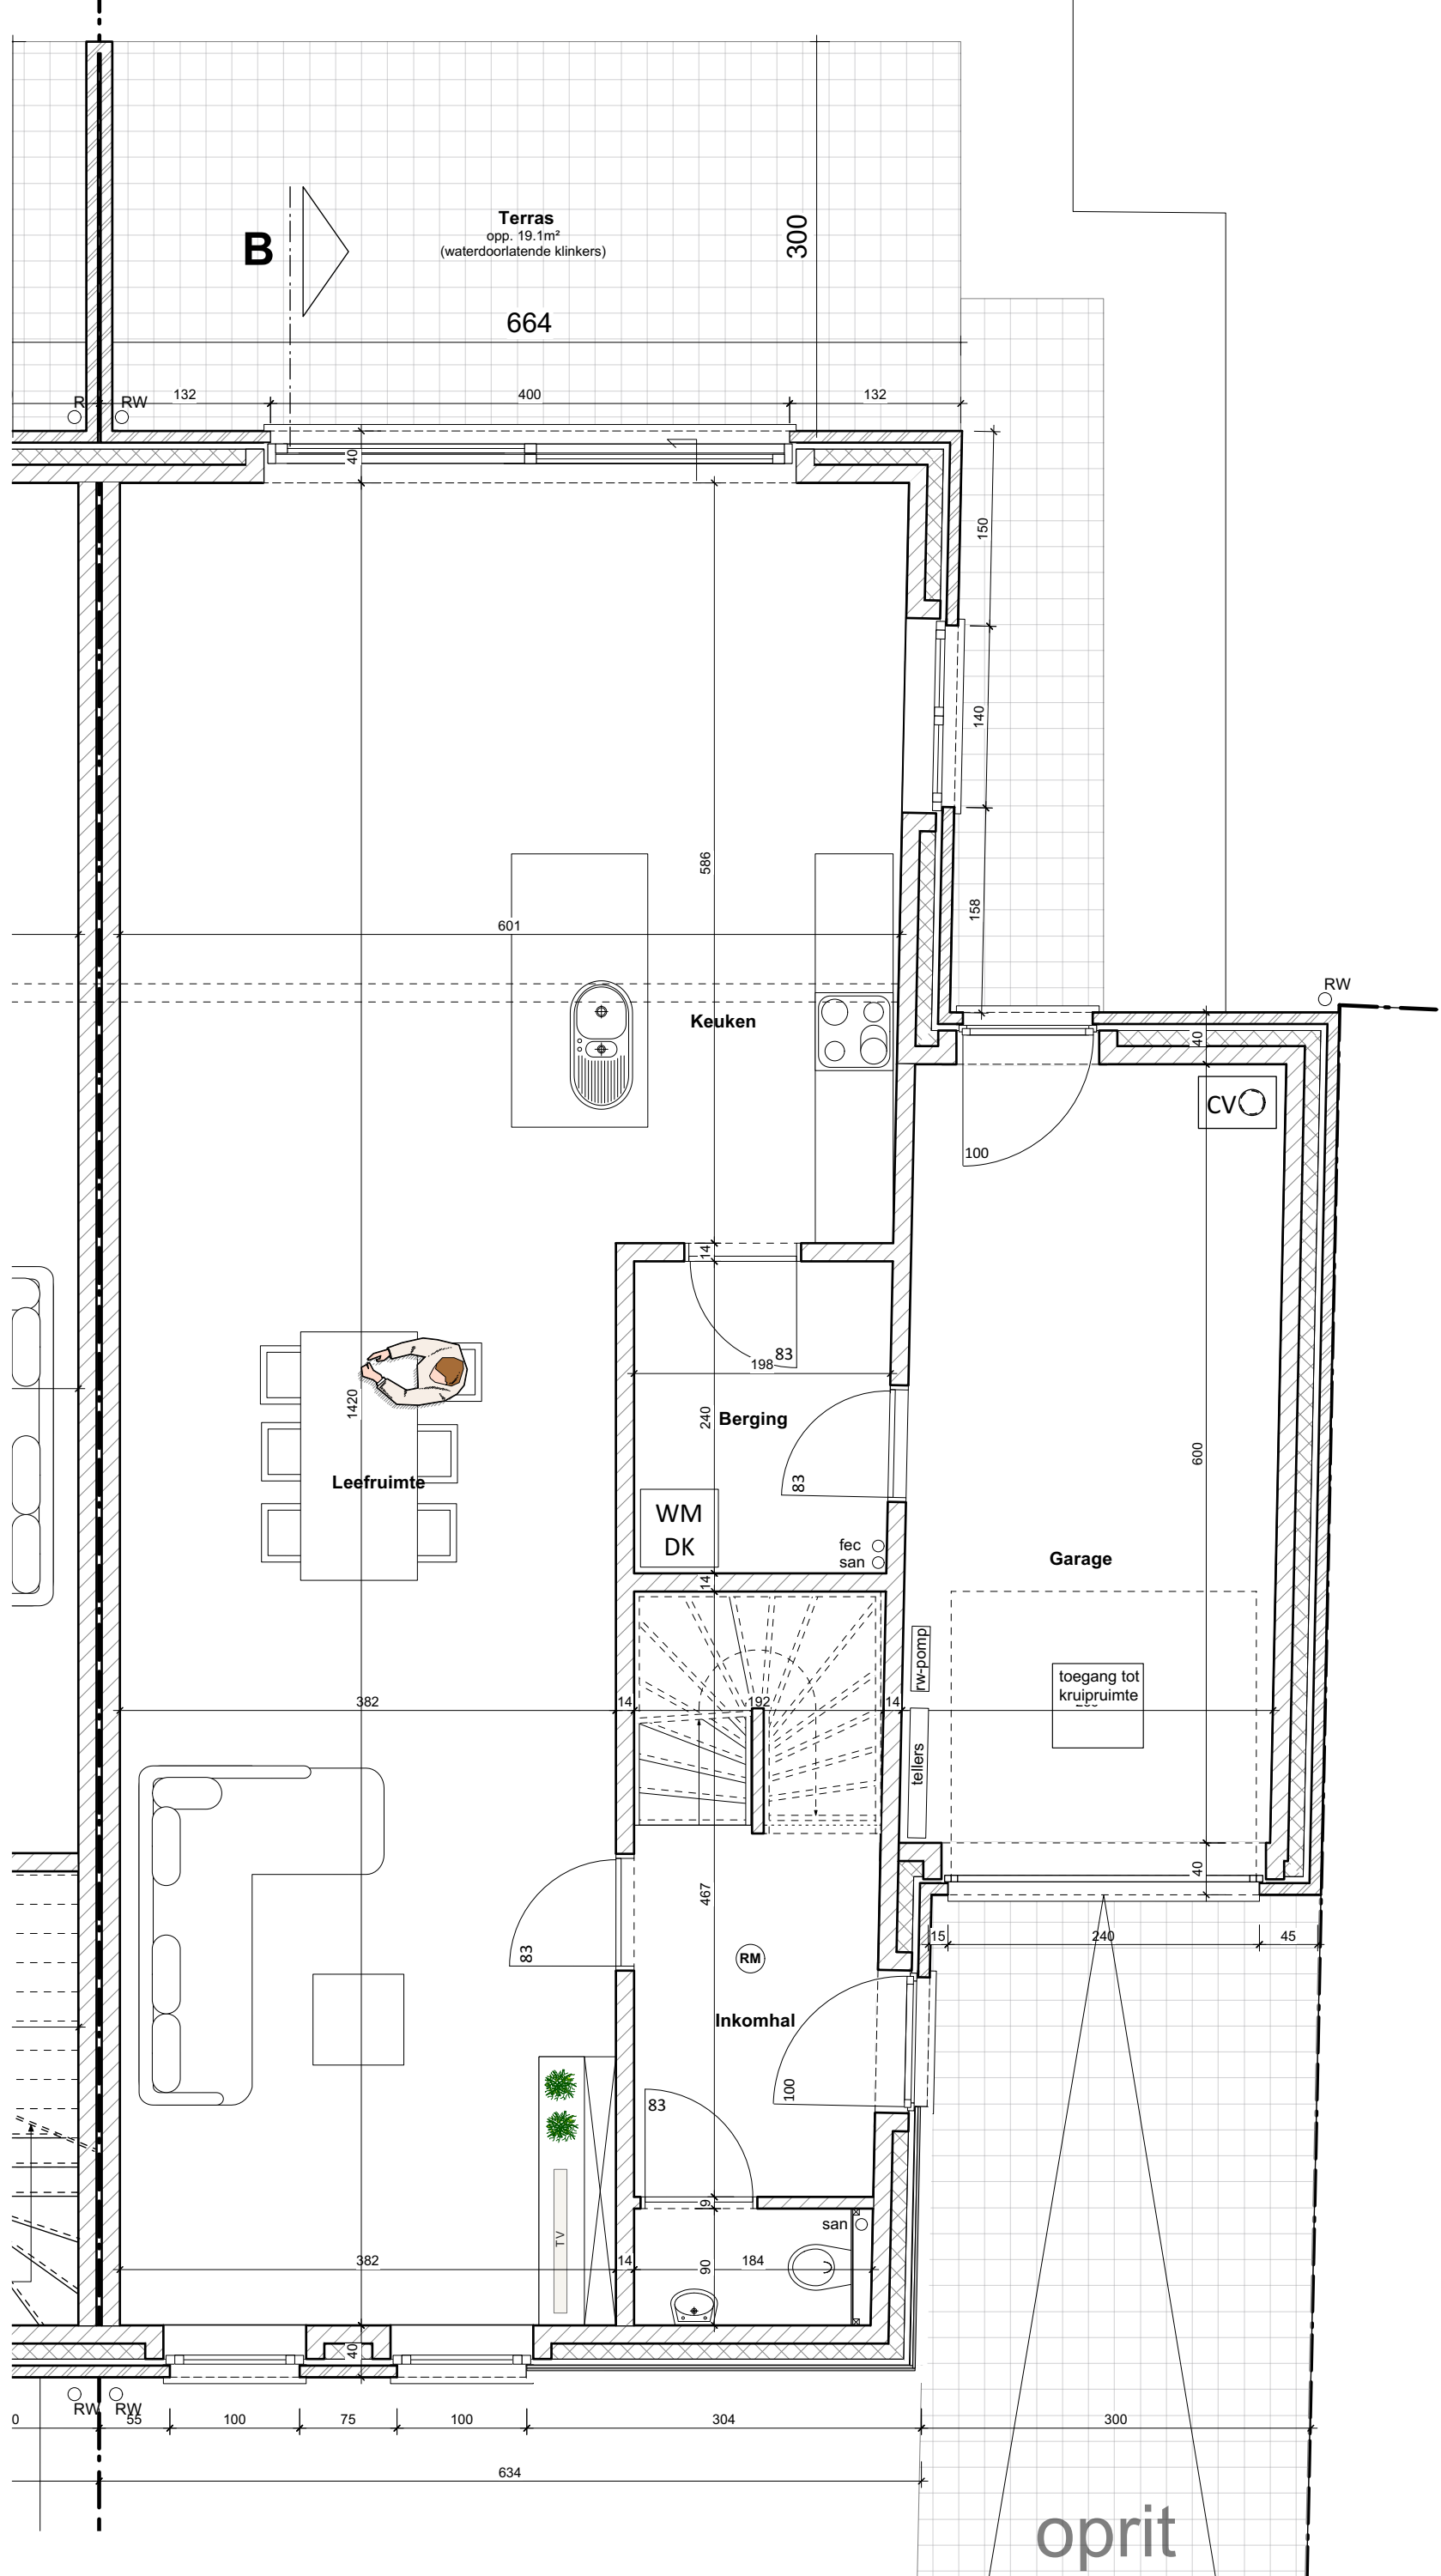 B
Terras
opp. 19.1m²
(waterdoorlatende klinkers)
300
664
R
RW
132
400
132
40
150
140
586
158
601
Keuken
RW
40
CV
100
14
83
198
1420
240
Berging
83
Leefruimte
600
WM
DK
fec
san
14
Garage
rw-pomp
toegang tot
kruipruimte
382
14
192
14
tellers
40
467
83
RM
15
240
45
Inkomhal
100
83
9
san
TV
382
14
90
184
40
RW
RW
0
55
100
75
100
304
300
634
oprit